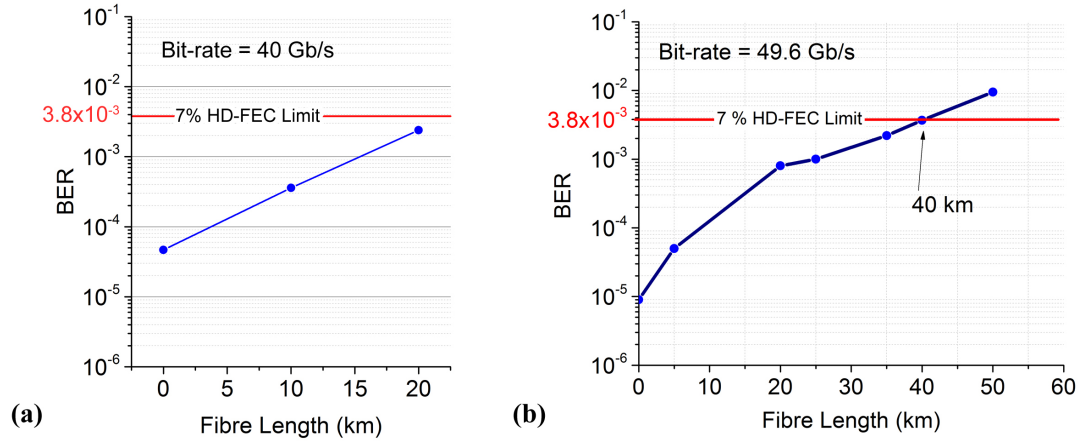 10⁻¹
Bit-rate = 40 Gb/s
10⁻²
3.8x10⁻³
7% HD-FEC Limit
10⁻³
BER
10⁻⁴
10⁻⁵
10⁻⁶
0 5 10 15 20
(a)
Fibre Length (km)
10⁻¹
Bit-rate = 49.6 Gb/s
10⁻²
3.8x10⁻³
7 % HD-FEC Limit
10⁻³
BER
40 km
10⁻⁴
10⁻⁵
10⁻⁶
0 10 20 30 40 50 60
(b)
Fibre Length (km)